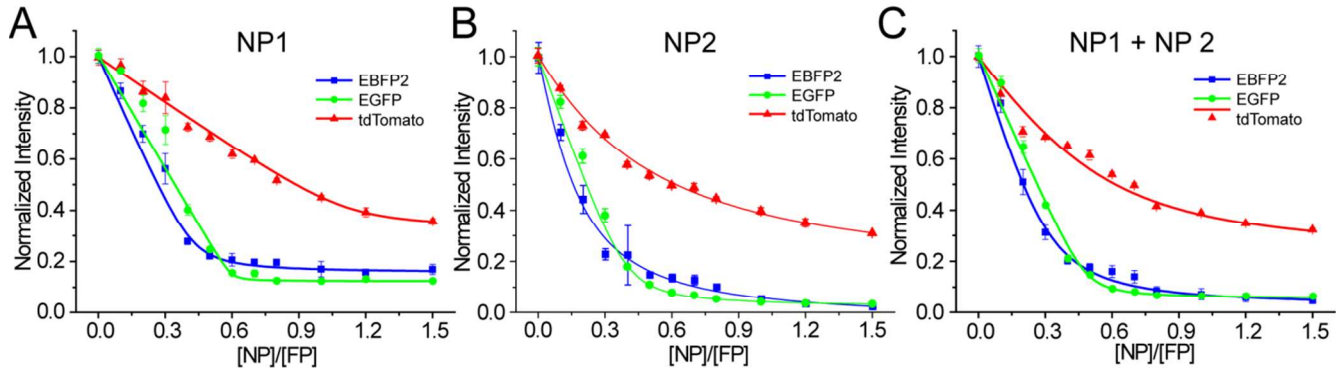 A
NP1
EBFP2
EGFP
tdTomato
Normalized Intensity
1.0
0.8
0.6
0.4
0.2
0.0
0.0 0.3 0.6 0.9 1.2 1.5
[NP]/[FP]
B
NP2
EBFP2
EGFP
tdTomato
Normalized Intensity
1.0
0.8
0.6
0.4
0.2
0.0
0.0 0.3 0.6 0.9 1.2 1.5
[NP]/[FP]
C
NP1 + NP 2
EBFP2
EGFP
tdTomato
Normalized Intensity
1.0
0.8
0.6
0.4
0.2
0.0
0.0 0.3 0.6 0.9 1.2 1.5
[NP]/[FP]